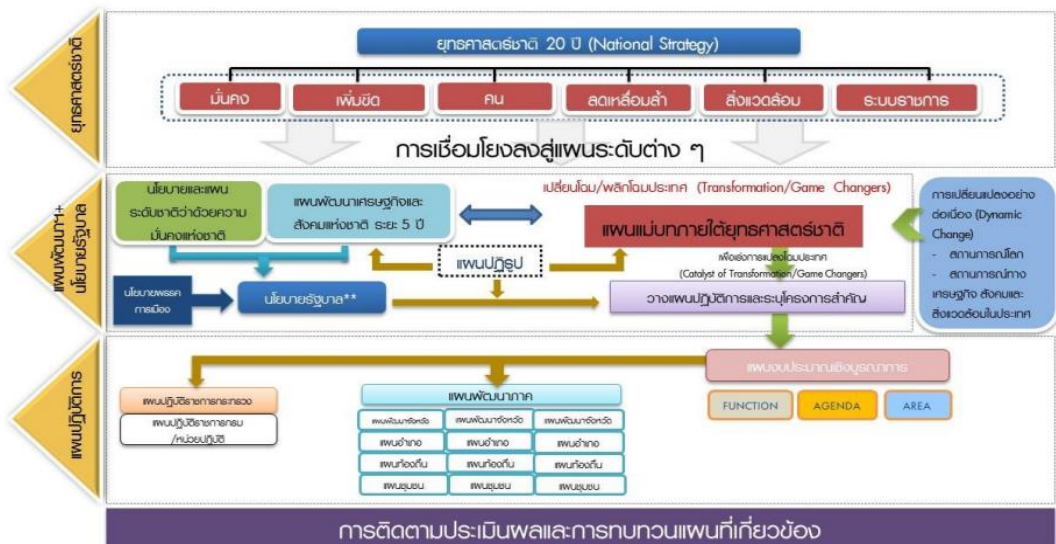 ยุทธศาสตร์ชาติ
ยุทธศาสตร์ชาติ 20 ปี (National Strategy)
มั่นคง
เพิ่มขีด
คน
ลดเหลื่อมล้ำ
สิ่งแวดล้อม
ระบบราชการ
การเชื่อมโยงลงสู่แผนระดับต่าง ๆ
แผนพัฒนาฯ+
นโยบายรัฐบาล
นโยบายและแผน
ระดับชาติว่าด้วยความ
มั่นคงแห่งชาติ
แผนพัฒนาเศรษฐกิจและ
สังคมแห่งชาติ ระยะ 5 ปี
เปลี่ยนโฉม/พลิกโฉมประเทศ (Transformation/Game Changers)
แผนแม่บทภายใต้ยุทธศาสตร์ชาติ
เพื่อเร่งการแปลงโฉมประเทศ
(Catalyst of Transformation/Game Changers)
การเปลี่ยนแปลงอย่าง
ต่อเนื่อง (Dynamic
Change)
- สถานการณ์โลก
- สถานการณ์ทาง
เศรษฐกิจ สังคมและ
สิ่งแวดล้อมในประเทศ
แผนปฏิรูป
นโยบายพรรค
การเมือง
นโยบายรัฐบาล**
วางแผนปฏิบัติการและระบุโครงการสำคัญ
แผนปฏิบัติการ
แผนงบประมาณเชิงบูรณาการ
FUNCTION
AGENDA
AREA
แผนปฏิบัติราชการกระทรวง
แผนปฏิบัติราชการกรม
/หน่วยปฏิบัติ
แผนพัฒนาภาค
แผนพัฒนาจังหวัด แผนพัฒนาจังหวัด แผนพัฒนาจังหวัด
แผนอำเภอ แผนอำเภอ แผนอำเภอ
แผนท้องถิ่น แผนท้องถิ่น แผนท้องถิ่น
แผนชุมชน แผนชุมชน แผนชุมชน
การติดตามประเมินผลและการทบทวนแผนที่เกี่ยวข้อง